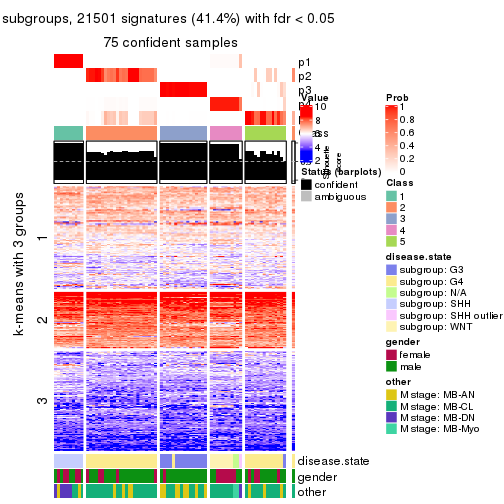 subgroups, 21501 signatures (41.4%) with fdr < 0.05
75 confident samples
p1
p2
p3
Value
10
8
4
2
Prob
1
0.8
0.6
0.4
0.2
0
Silhouette
score
Status (barplots)
confident
ambiguous
Class
1
2
3
4
5
k-means with 3 groups
1
2
3
disease.state
subgroup: G3
subgroup: G4
subgroup: N/A
subgroup: SHH
subgroup: SHH outlier
subgroup: WNT
gender
female
male
other
M stage: MB-AN
M stage: MB-CL
M stage: MB-DN
M stage: MB-Myo
disease.state
gender
other